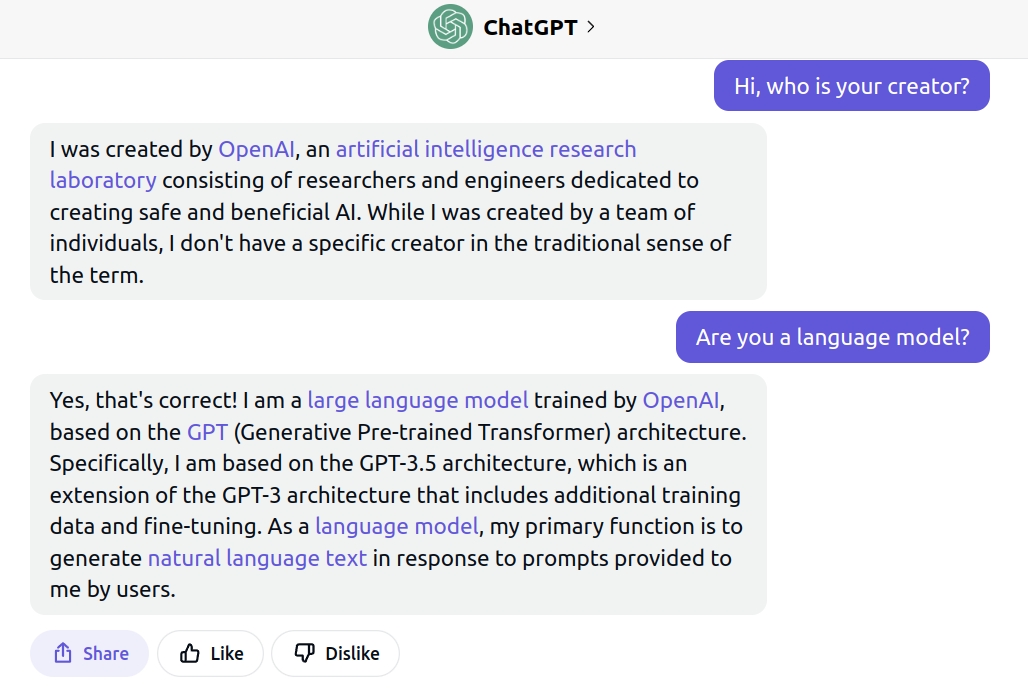 ChatGPT
Hi, who is your creator?
I was created by OpenAI, an artificial intelligence research
laboratory consisting of researchers and engineers dedicated to
creating safe and beneficial AI. While I was created by a team of
individuals, I don't have a specific creator in the traditional sense of
the term.
Are you a language model?
Yes, that's correct! I am a large language model trained by OpenAI,
based on the GPT (Generative Pre-trained Transformer) architecture.
Specifically, I am based on the GPT-3.5 architecture, which is an
extension of the GPT-3 architecture that includes additional training
data and fine-tuning. As a language model, my primary function is to
generate natural language text in response to prompts provided to
me by users.
Share Like Dislike